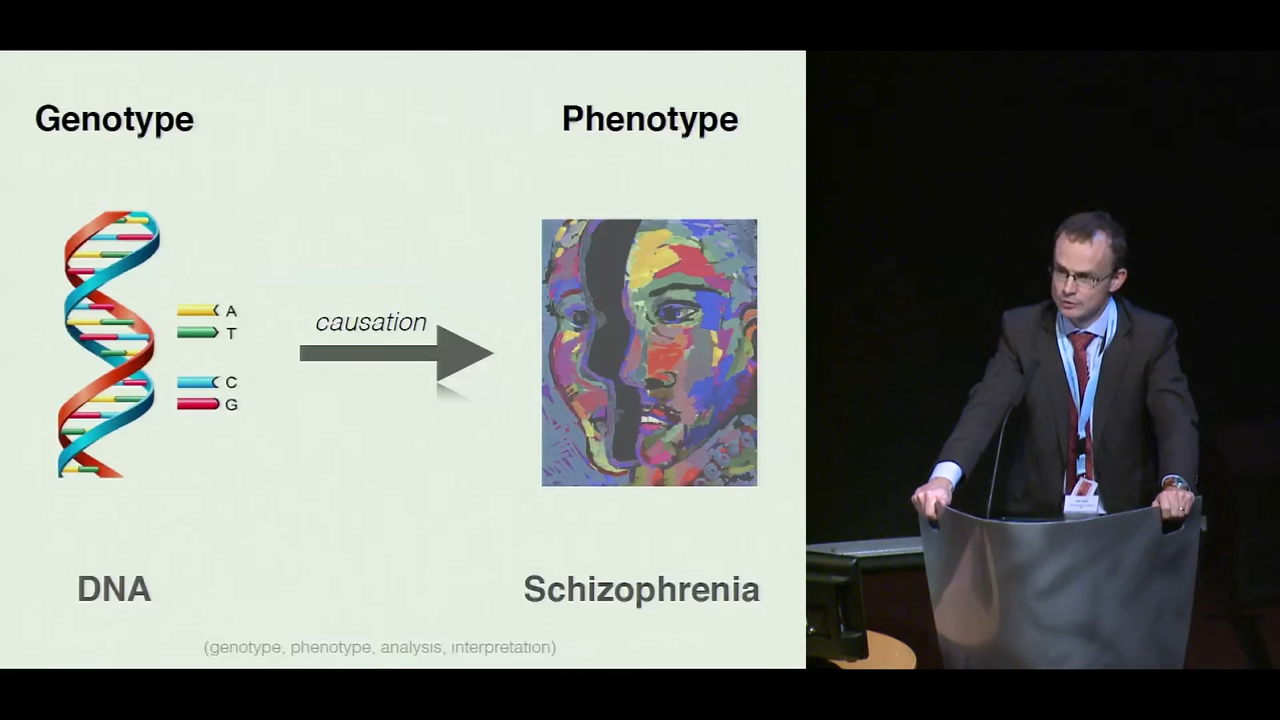 Genotype
Phenotype
A
T
causation
C
G
DNA
Schizophrenia
(genotype, phenotype, analysis, interpretation)